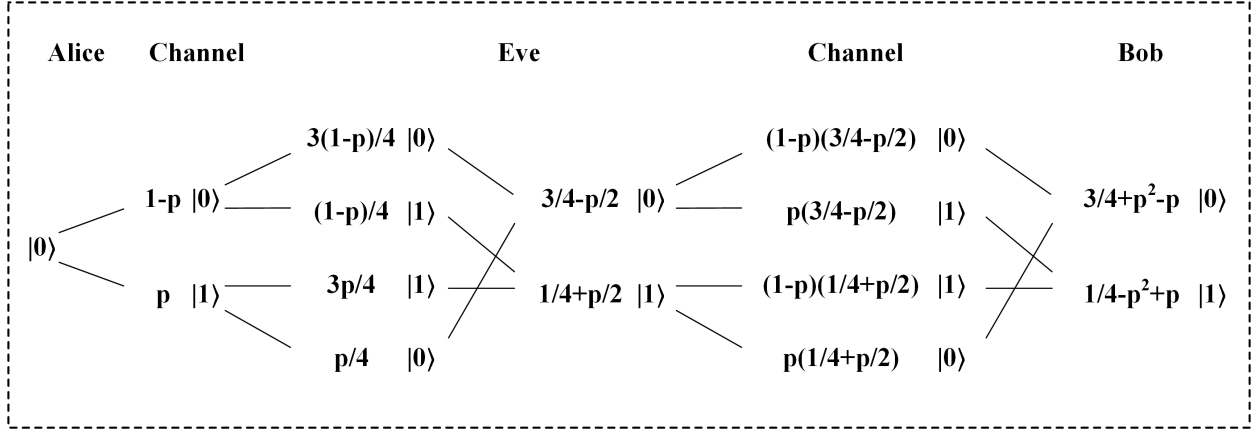 Alice Channel Eve Channel Bob
3(1-p)/4 |0⟩ (1-p)(3/4-p/2) |0⟩
1-p |0⟩ 3/4-p/2 |0⟩ 3/4+p²-p |0⟩
(1-p)/4 |1⟩ p(3/4-p/2) |1⟩
|0⟩
p |1⟩ 3p/4 |1⟩ 1/4+p/2 |1⟩ (1-p)(1/4+p/2) |1⟩ 1/4-p²+p |1⟩
p/4 |0⟩ p(1/4+p/2) |0⟩